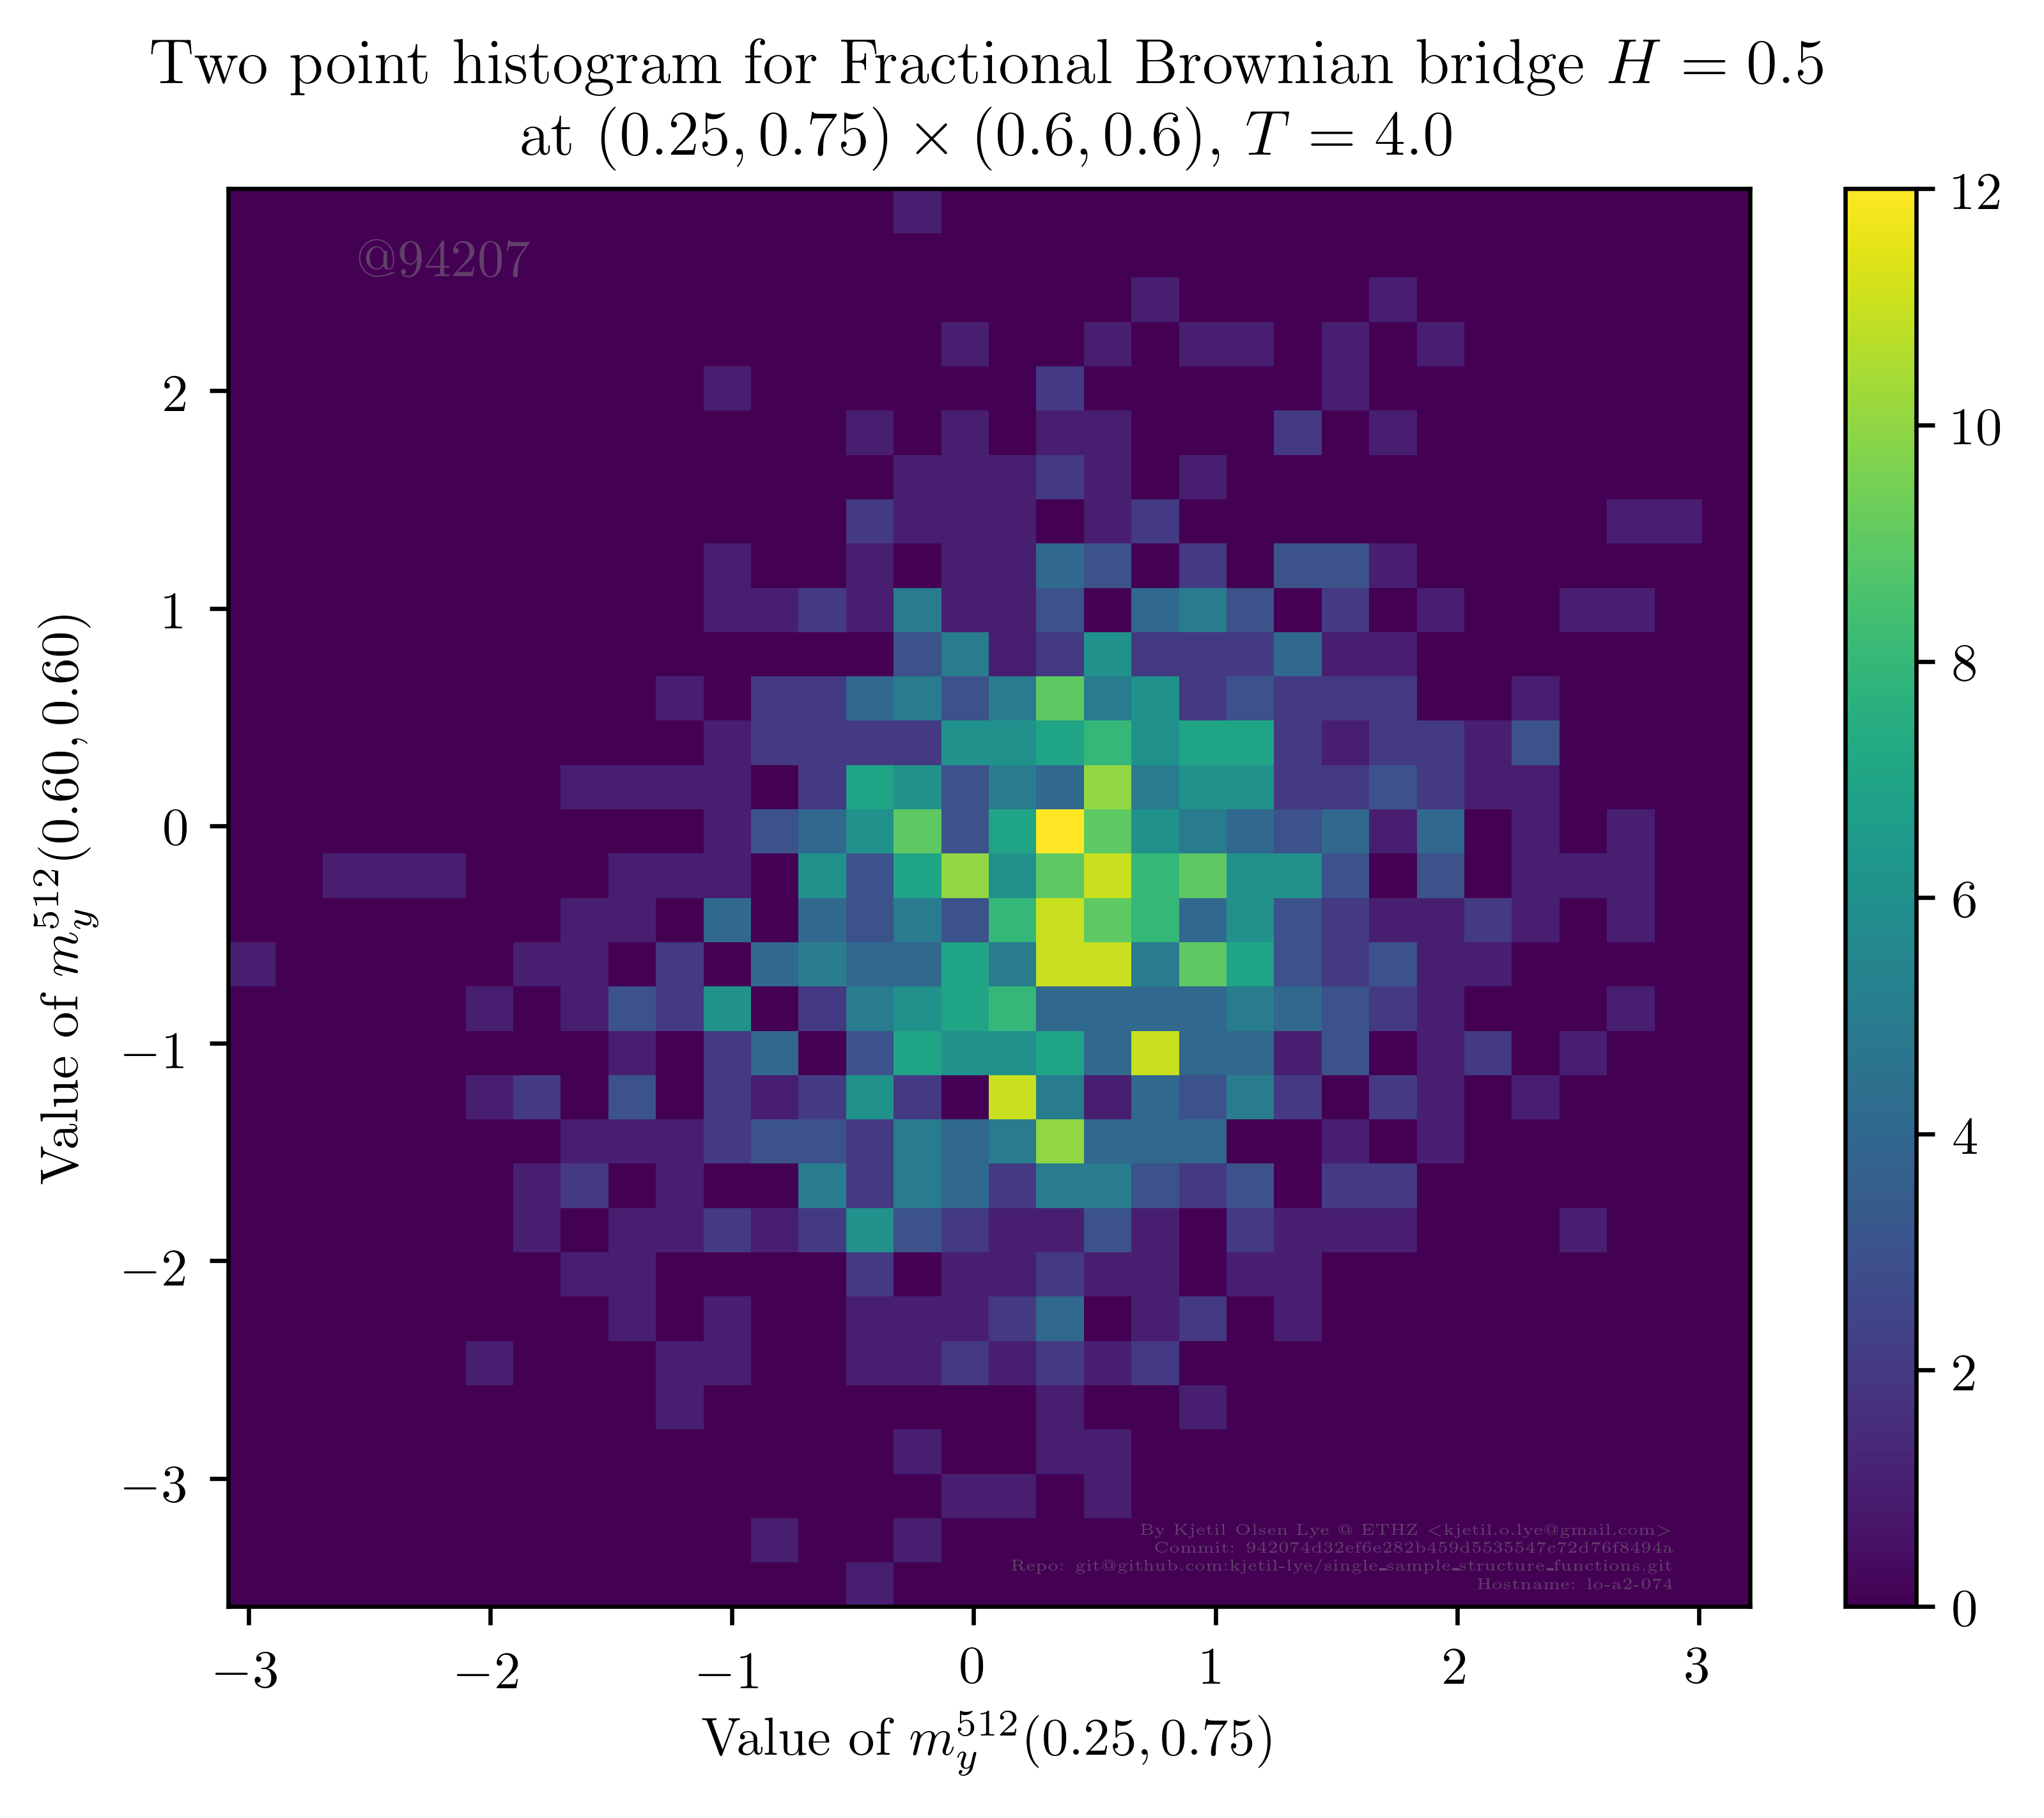 Two point histogram for Fractional Brownian bridge H = 0.5
at (0.25, 0.75) × (0.6, 0.6), T = 4.0
@94207
Value of m_y^512(0.60, 0.60)
2
1
0
−1
−2
−3
−3
−2
−1
0
1
2
3
Value of m_y^512(0.25, 0.75)
12
10
8
6
4
2
0
By Kjetil Olsen Lye @ ETHZ <kjetil.o.lye@gmail.com>
Commit: 942074d32ef6e282b459d5535547c72d76f8494a
Repo: git@github.com:kjetil-lye/single_sample_structure_functions.git
Hostname: lo-a2-074